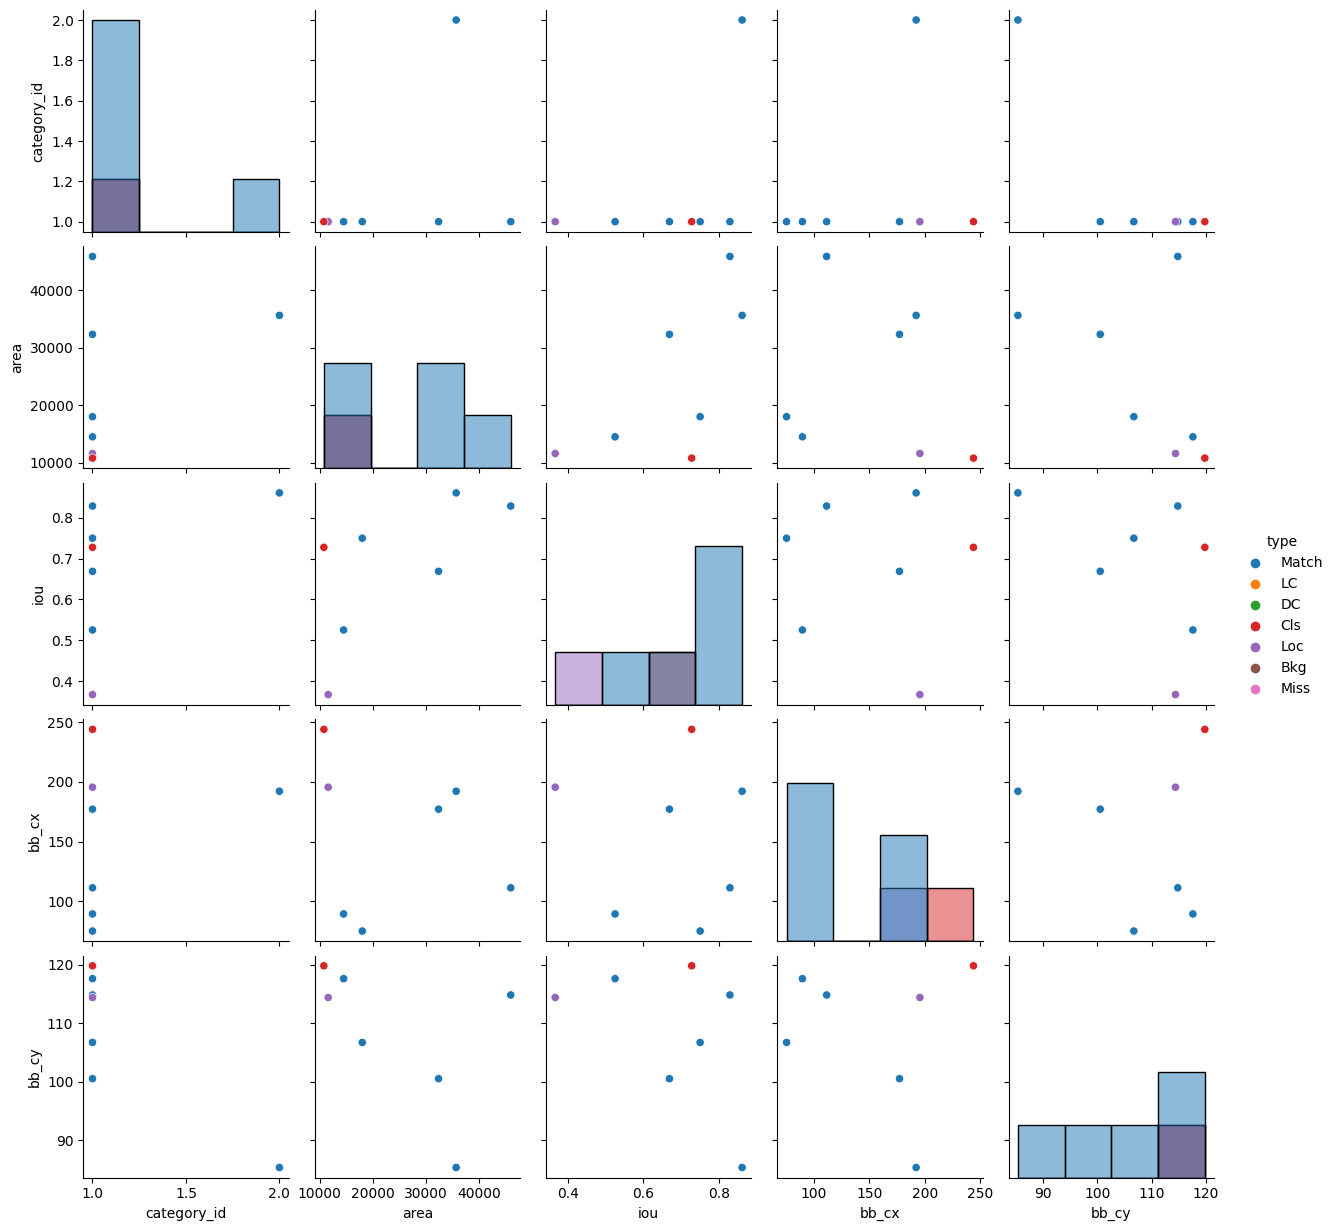 2.0
1.8
1.6
1.4
1.2
1.0
category_id
40000
30000
20000
10000
area
0.8
0.7
0.6
0.5
0.4
iou
250
200
150
100
bb_cx
120
110
100
90
bb_cy
1.0 1.5 2.0
category_id
10000 20000 30000 40000
area
0.4 0.6 0.8
iou
100 150 200 250
bb_cx
90 100 110 120
bb_cy
type
Match
LC
DC
Cls
Loc
Bkg
Miss